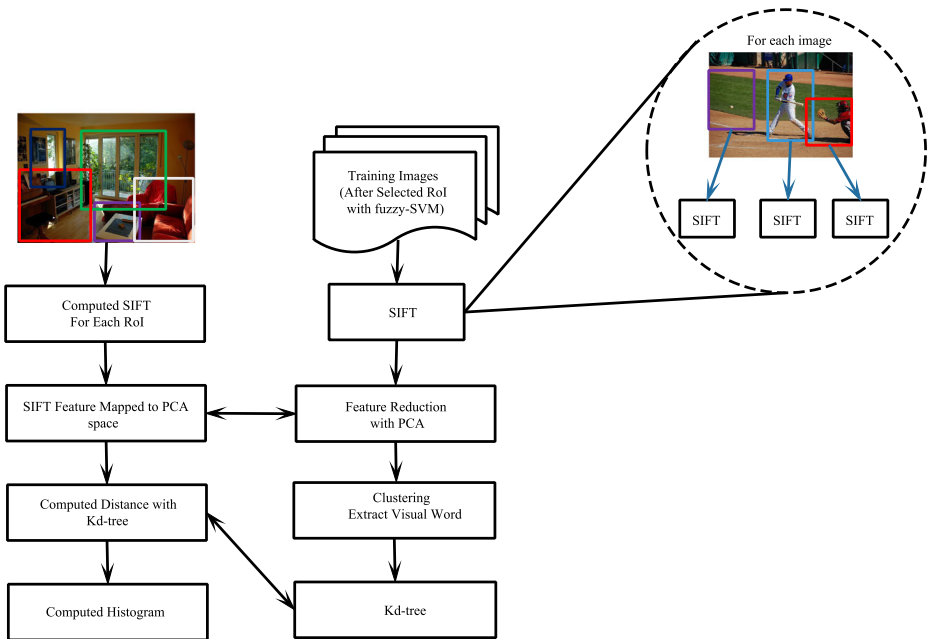 For each image
SIFT
SIFT
SIFT
Training Images
(After Selected RoI
with fuzzy-SVM)
Computed SIFT
For Each RoI
SIFT
SIFT Feature Mapped to PCA
space
Feature Reduction
with PCA
Computed Distance with
Kd-tree
Clustering
Extract Visual Word
Computed Histogram
Kd-tree